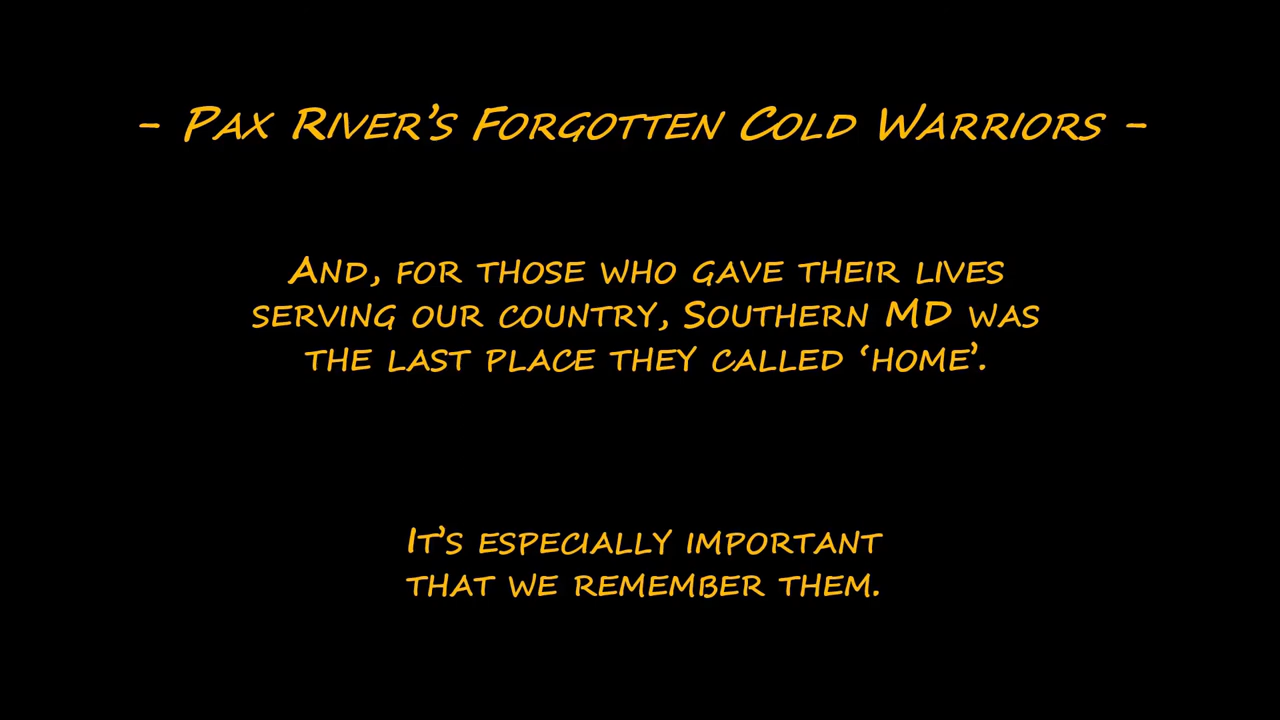 - Pax River’s Forgotten Cold Warriors -
And, for those who gave their lives
serving our country, Southern MD was
the last place they called ‘home’.
It’s especially important
that we remember them.